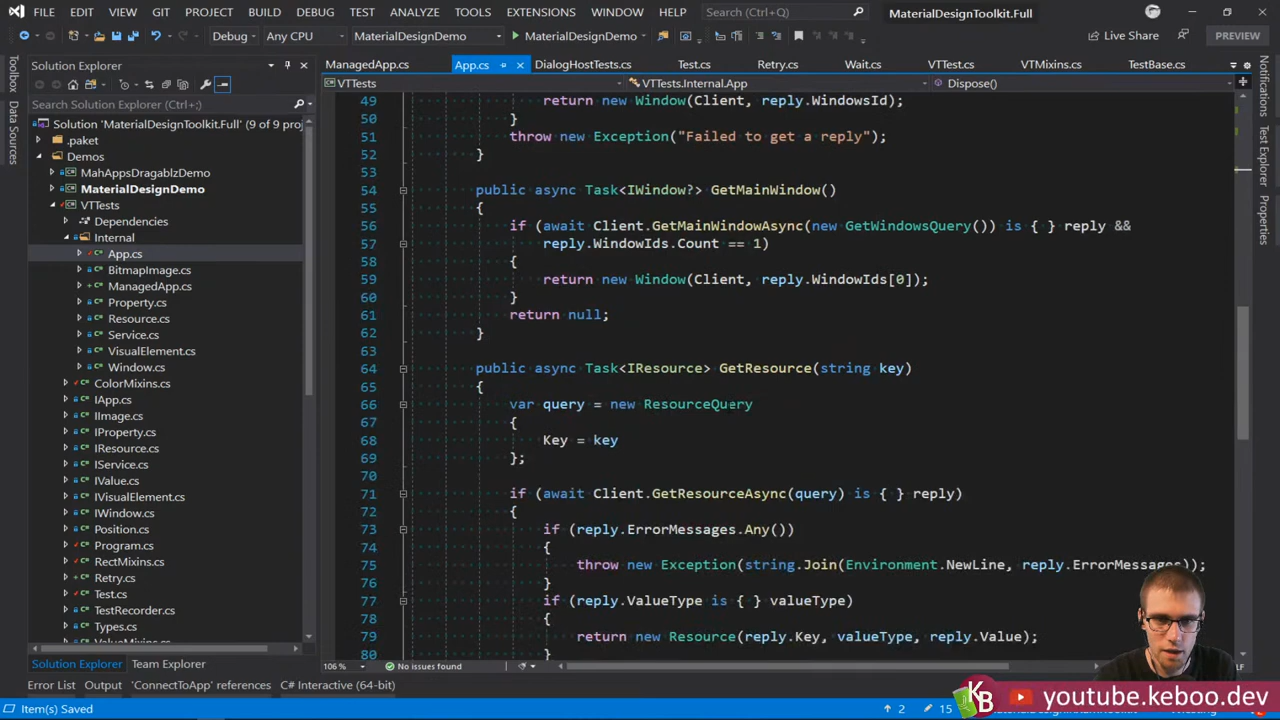 FILE EDIT VIEW GIT PROJECT BUILD DEBUG TEST ANALYZE TOOLS EXTENSIONS WINDOW HELP Search (Ctrl+Q) MaterialDesignToolkit.Full
Debug Any CPU MaterialDesignDemo MaterialDesignDemo Live Share PREVIEW
Toolbox
Data Sources
Solution Explorer
Search Solution Explorer (Ctrl+;)
Solution 'MaterialDesignToolkit.Full' (9 of 9 proj
.paket
Demos
MahAppsDragablzDemo
MaterialDesignDemo
VTTests
Dependencies
Internal
App.cs
BitmapImage.cs
ManagedApp.cs
Property.cs
Resource.cs
Service.cs
VisualElement.cs
Window.cs
ColorMixins.cs
IApp.cs
IImage.cs
IProperty.cs
IResource.cs
IService.cs
IValue.cs
IVisualElement.cs
IWindow.cs
Position.cs
Program.cs
RectMixins.cs
Retry.cs
Test.cs
TestRecorder.cs
Types.cs
ValueMixins.cs
Solution Explorer Team Explorer
ManagedApp.cs App.cs DialogHostTests.cs Test.cs Retry.cs Wait.cs VTTest.cs VTMixins.cs TestBase.cs
VTTests VTTests.Internal.App Dispose()
49 return new Window(Client, reply.WindowsId);
50 }
51 throw new Exception("Failed to get a reply");
52 }
53
54 public async Task<IWindow?> GetMainWindow()
55 {
56 if (await Client.GetMainWindowAsync(new GetWindowsQuery()) is { } reply &&
57 reply.WindowIds.Count == 1)
58 {
59 return new Window(Client, reply.WindowIds[0]);
60 }
61 return null;
62 }
63
64 public async Task<IResource> GetResource(string key)
65 {
66 var query = new ResourceQuery
67 {
68 Key = key
69 };
70
71 if (await Client.GetResourceAsync(query) is { } reply)
72 {
73 if (reply.ErrorMessages.Any())
74 {
75 throw new Exception(string.Join(Environment.NewLine, reply.ErrorMessages));
76 }
77 if (reply.ValueType is { } valueType)
78 {
79 return new Resource(reply.Key, valueType, reply.Value);
80 }
106 % No issues found
Test Explorer
Properties
Error List Output 'ConnectToApp' references C# Interactive (64-bit)
Item(s) Saved 2 15
KB youtube.keboo.dev